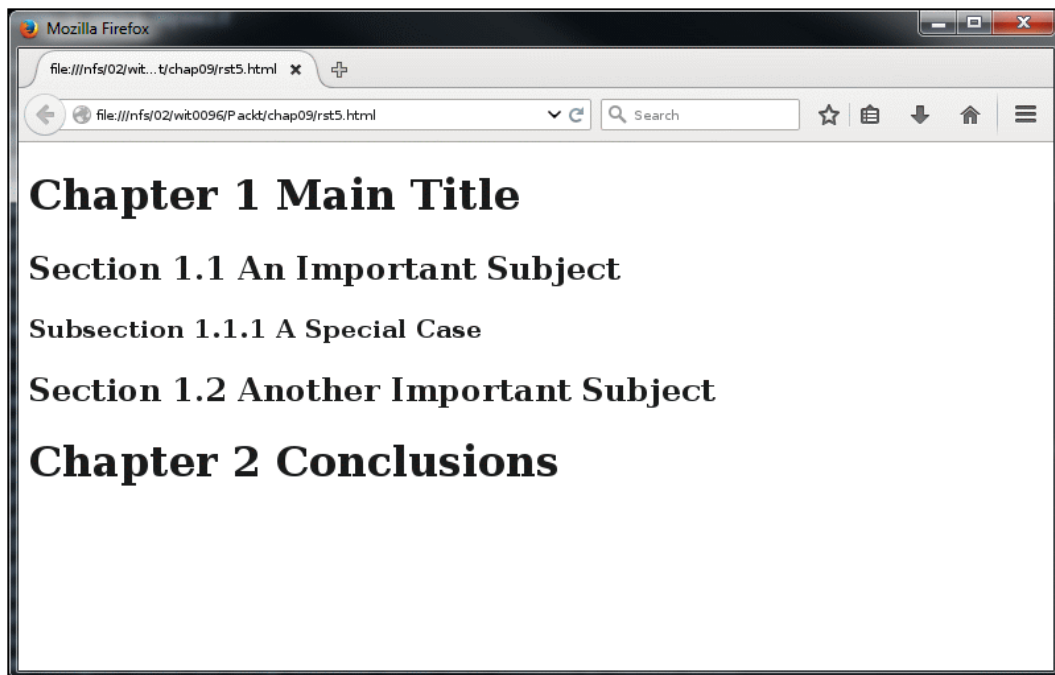 Mozilla Firefox
file:///nfs/02/wit...t/chap09/rst5.html
file:///nfs/02/wit0096/Packt/chap09/rst5.html
Search
Chapter 1 Main Title
Section 1.1 An Important Subject
Subsection 1.1.1 A Special Case
Section 1.2 Another Important Subject
Chapter 2 Conclusions